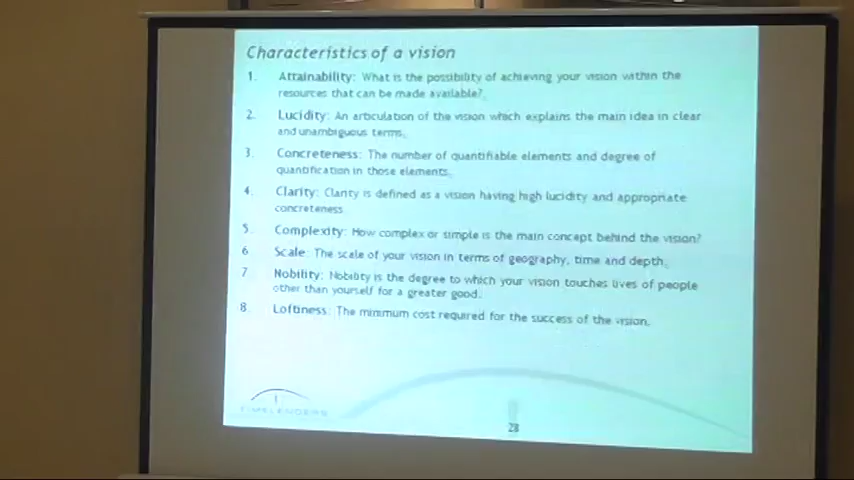 Characteristics of a vision
1. Attainability: What is the possibility of achieving your vision within the
resources that can be made available?
2. Lucidity: An articulation of the vision which explains the main idea in clear
and unambiguous terms.
3. Concreteness: The number of quantifiable elements and degree of
quantification in those elements.
4. Clarity: Clarity is defined as a vision having high lucidity and appropriate
concreteness
5. Complexity: How complex or simple is the main concept behind the vision?
6 Scale: The scale of your vision in terms of geography, time and depth.
7 Nobility: Nobility is the degree to which your vision touches lives of people
other than yourself for a greater good.
8 Loftiness: The minimum cost required for the success of the vision.
TIMELENDERS
28